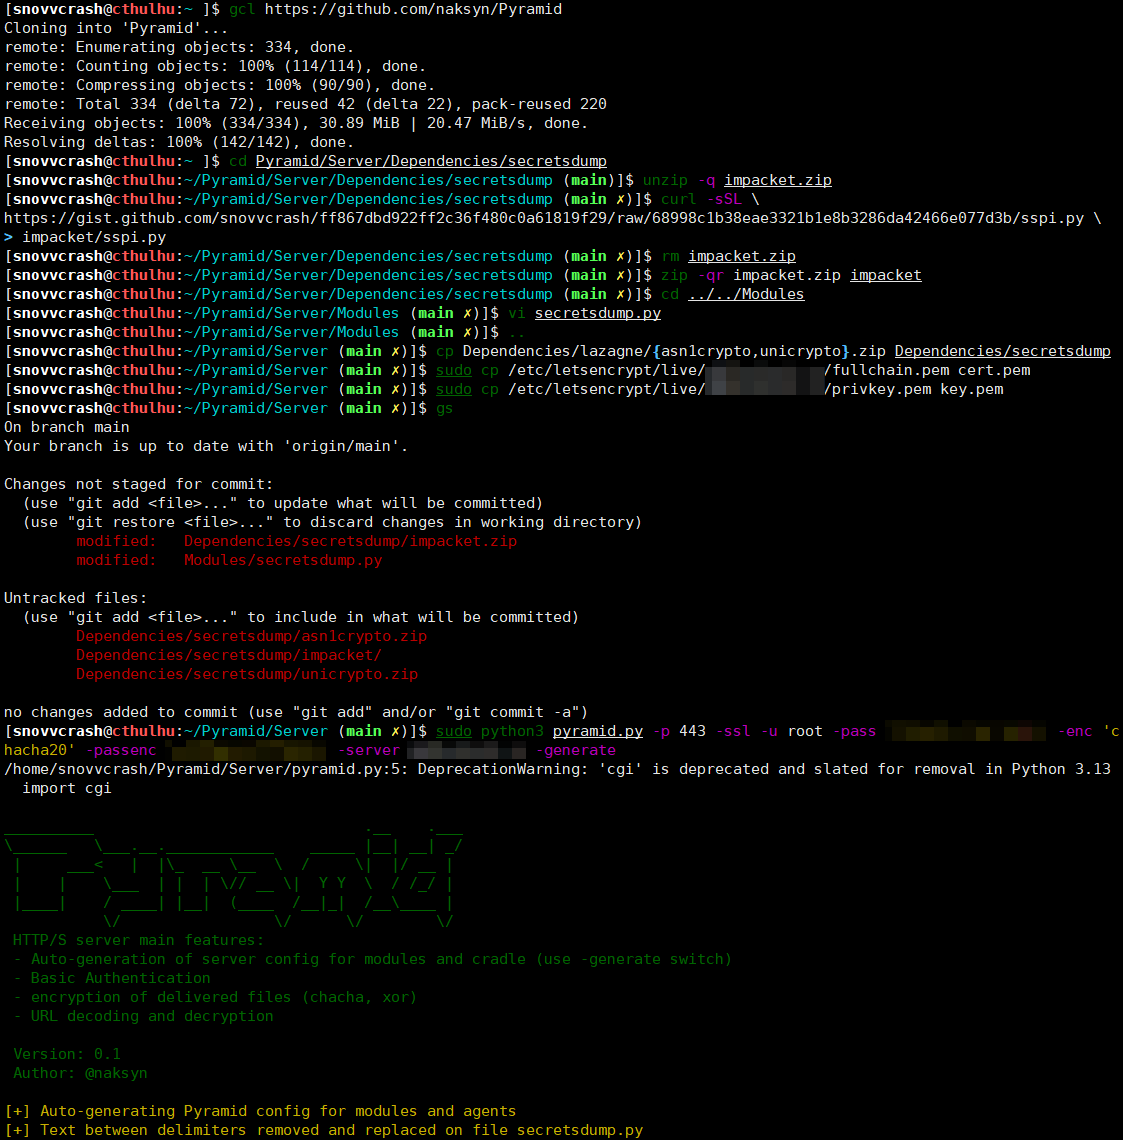 [snovvcrash@cthulhu:~ ]$ gcl https://github.com/naksyn/Pyramid
Cloning into 'Pyramid'...
remote: Enumerating objects: 334, done.
remote: Counting objects: 100% (114/114), done.
remote: Compressing objects: 100% (90/90), done.
remote: Total 334 (delta 72), reused 42 (delta 22), pack-reused 220
Receiving objects: 100% (334/334), 30.89 MiB | 20.47 MiB/s, done.
Resolving deltas: 100% (142/142), done.
[snovvcrash@cthulhu:~ ]$ cd Pyramid/Server/Dependencies/secretsdump
[snovvcrash@cthulhu:~/Pyramid/Server/Dependencies/secretsdump (main)]$ unzip -q impacket.zip
[snovvcrash@cthulhu:~/Pyramid/Server/Dependencies/secretsdump (main ✗)]$ curl -sSL \
https://gist.github.com/snovvcrash/ff867dbd922ff2c36f480c0a61819f29/raw/68998c1b38eae3321b1e8b3286da42466e077d3b/sspi.py \
> impacket/sspi.py
[snovvcrash@cthulhu:~/Pyramid/Server/Dependencies/secretsdump (main ✗)]$ rm impacket.zip
[snovvcrash@cthulhu:~/Pyramid/Server/Dependencies/secretsdump (main ✗)]$ zip -qr impacket.zip impacket
[snovvcrash@cthulhu:~/Pyramid/Server/Dependencies/secretsdump (main ✗)]$ cd ../../Modules
[snovvcrash@cthulhu:~/Pyramid/Server/Modules (main ✗)]$ vi secretsdump.py
[snovvcrash@cthulhu:~/Pyramid/Server/Modules (main ✗)]$ ..
[snovvcrash@cthulhu:~/Pyramid/Server (main ✗)]$ cp Dependencies/lazagne/{asn1crypto,unicrypto}.zip Dependencies/secretsdump
[snovvcrash@cthulhu:~/Pyramid/Server (main ✗)]$ sudo cp /etc/letsencrypt/live/ /fullchain.pem cert.pem
[snovvcrash@cthulhu:~/Pyramid/Server (main ✗)]$ sudo cp /etc/letsencrypt/live/ /privkey.pem key.pem
[snovvcrash@cthulhu:~/Pyramid/Server (main ✗)]$ gs
On branch main
Your branch is up to date with 'origin/main'.
Changes not staged for commit:
(use "git add <file>..." to update what will be committed)
(use "git restore <file>..." to discard changes in working directory)
modified: Dependencies/secretsdump/impacket.zip
modified: Modules/secretsdump.py
Untracked files:
(use "git add <file>..." to include in what will be committed)
Dependencies/secretsdump/asn1crypto.zip
Dependencies/secretsdump/impacket/
Dependencies/secretsdump/unicrypto.zip
no changes added to commit (use "git add" and/or "git commit -a")
[snovvcrash@cthulhu:~/Pyramid/Server (main ✗)]$ sudo python3 pyramid.py -p 443 -ssl -u root -pass -enc 'c
hacha20' -passenc -server -generate
/home/snovvcrash/Pyramid/Server/pyramid.py:5: DeprecationWarning: 'cgi' is deprecated and slated for removal in Python 3.13
import cgi
Pyramid
HTTP/S server main features:
- Auto-generation of server config for modules and cradle (use -generate switch)
- Basic Authentication
- encryption of delivered files (chacha, xor)
- URL decoding and decryption
Version: 0.1
Author: @naksyn
[+] Auto-generating Pyramid config for modules and agents
[+] Text between delimiters removed and replaced on file secretsdump.py